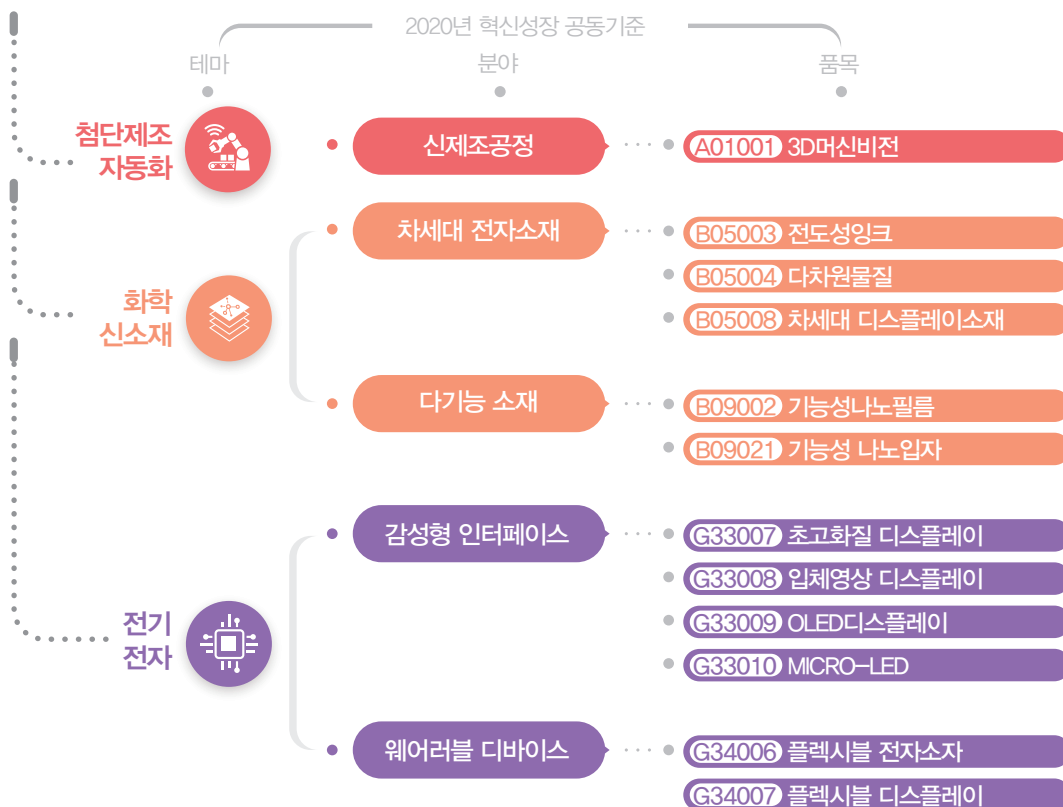 2020년 혁신성장 공동기준
테마
분야
품목
첨단제조
자동화
신제조공정
A01001 3D머신비전
화학
신소재
차세대 전자소재
B05003 전도성잉크
B05004 다차원물질
B05008 차세대 디스플레이소재
다기능 소재
B09002 기능성나노필름
B09021 기능성 나노입자
전기
전자
감성형 인터페이스
G33007 초고화질 디스플레이
G33008 입체영상 디스플레이
G33009 OLED디스플레이
G33010 MICRO-LED
웨어러블 디바이스
G34006 플렉시블 전자소자
G34007 플렉시블 디스플레이